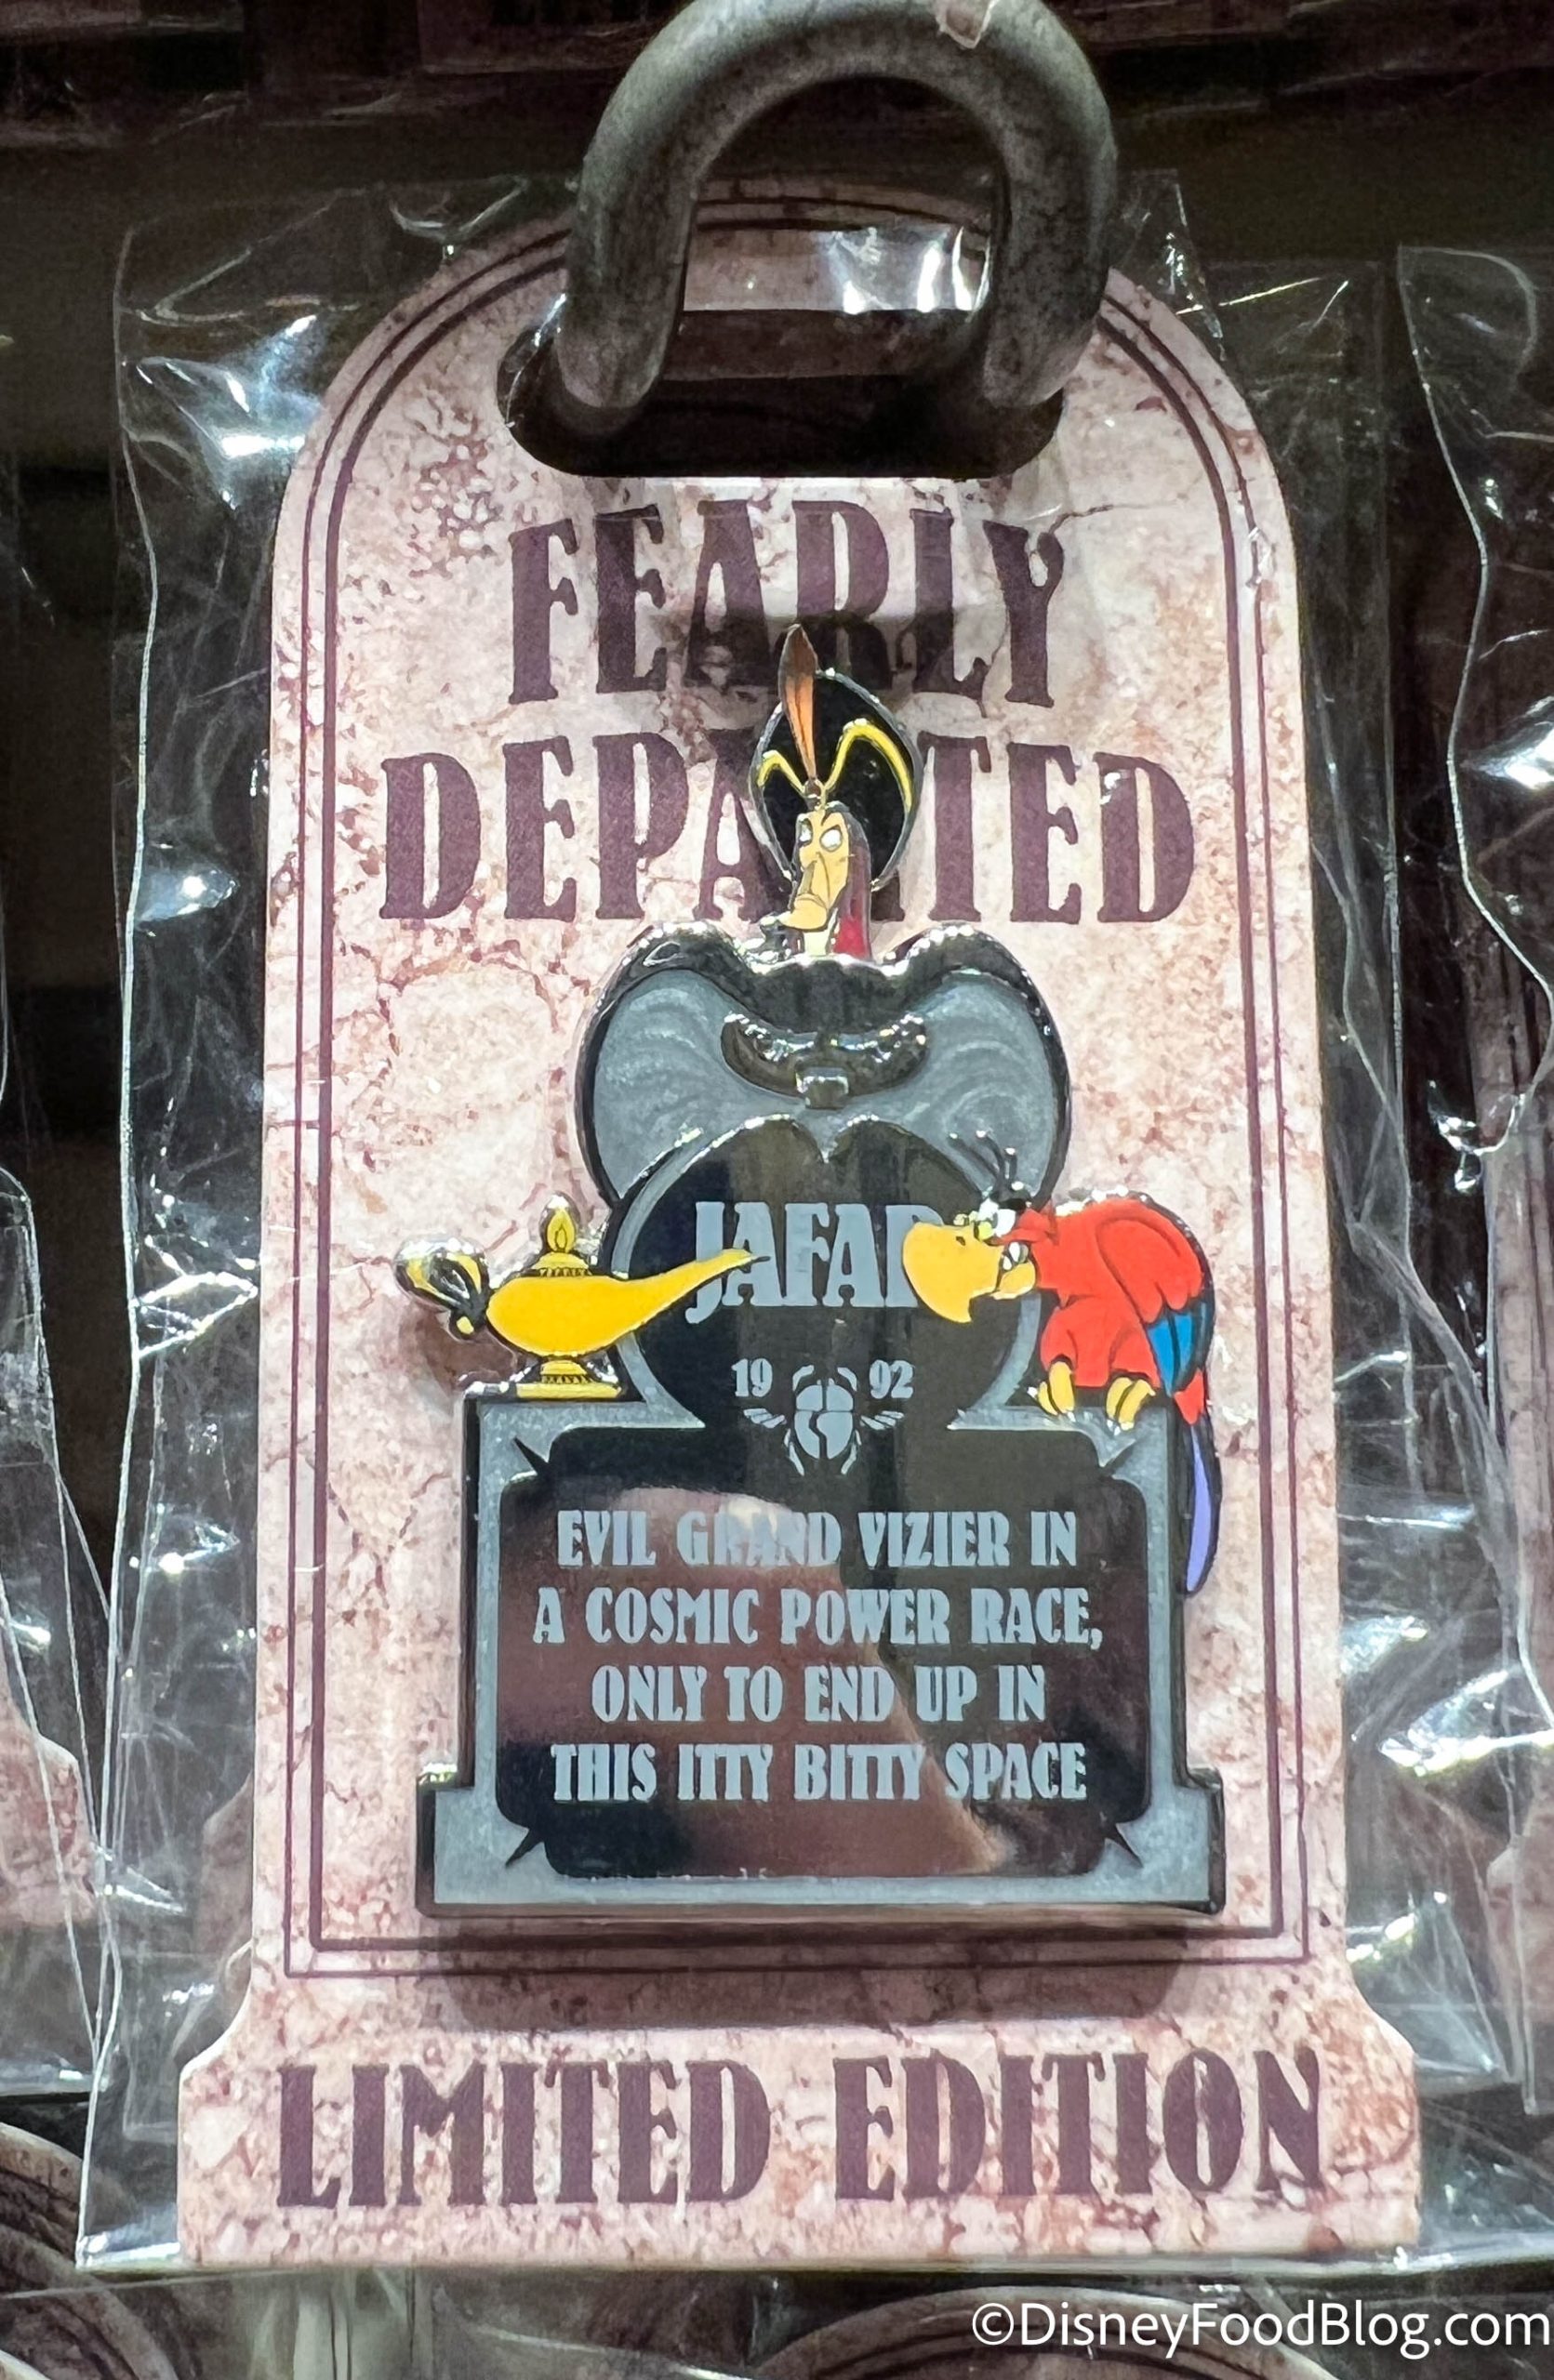 FEARLY
DEPARTED
JAFAR
19 92
EVIL GRAND VIZIER IN
A COSMIC POWER RACE,
ONLY TO END UP IN
THIS ITTY BITTY SPACE
LIMITED EDITION
©DisneyFoodBlog.com